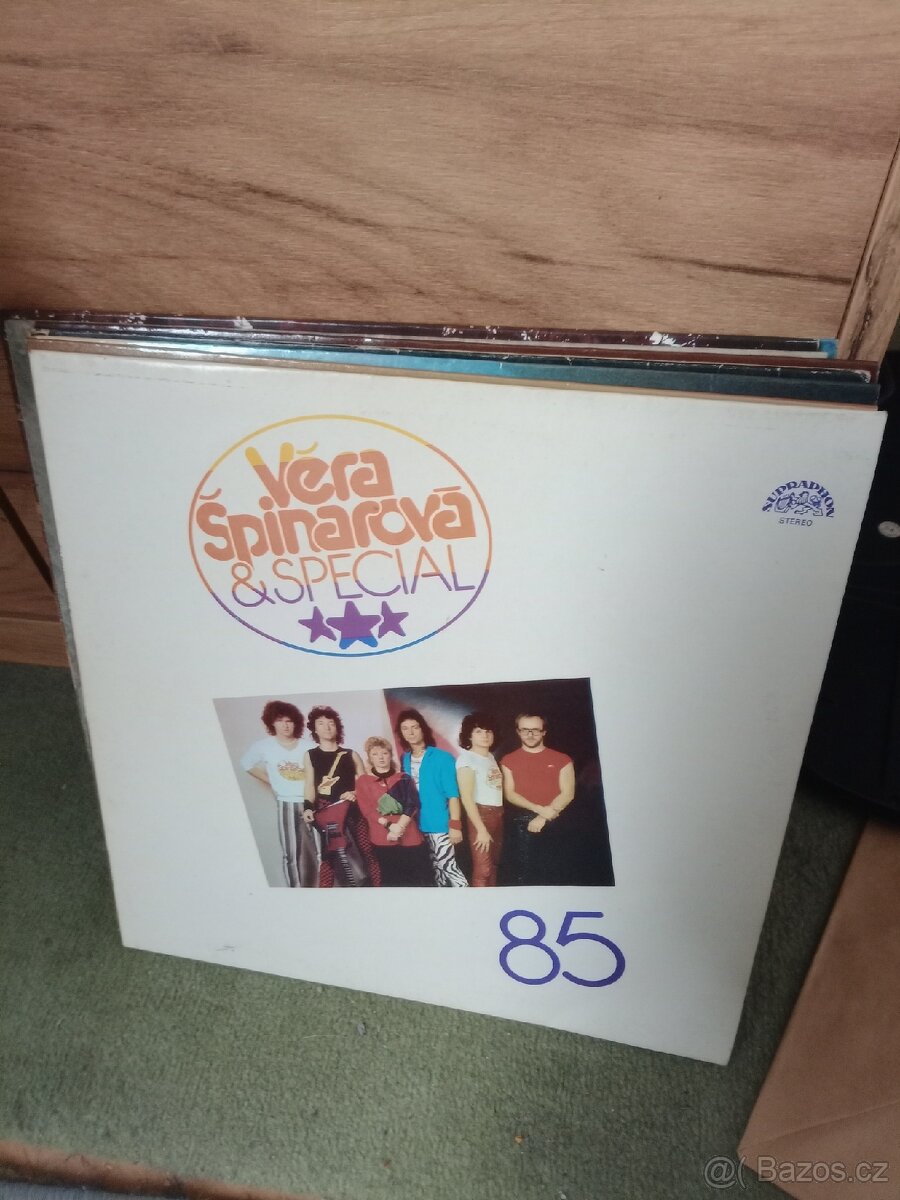 Věra
Špinarová
& SPECIAL
SUPRAPHON
STEREO
85
@( Bazos.cz